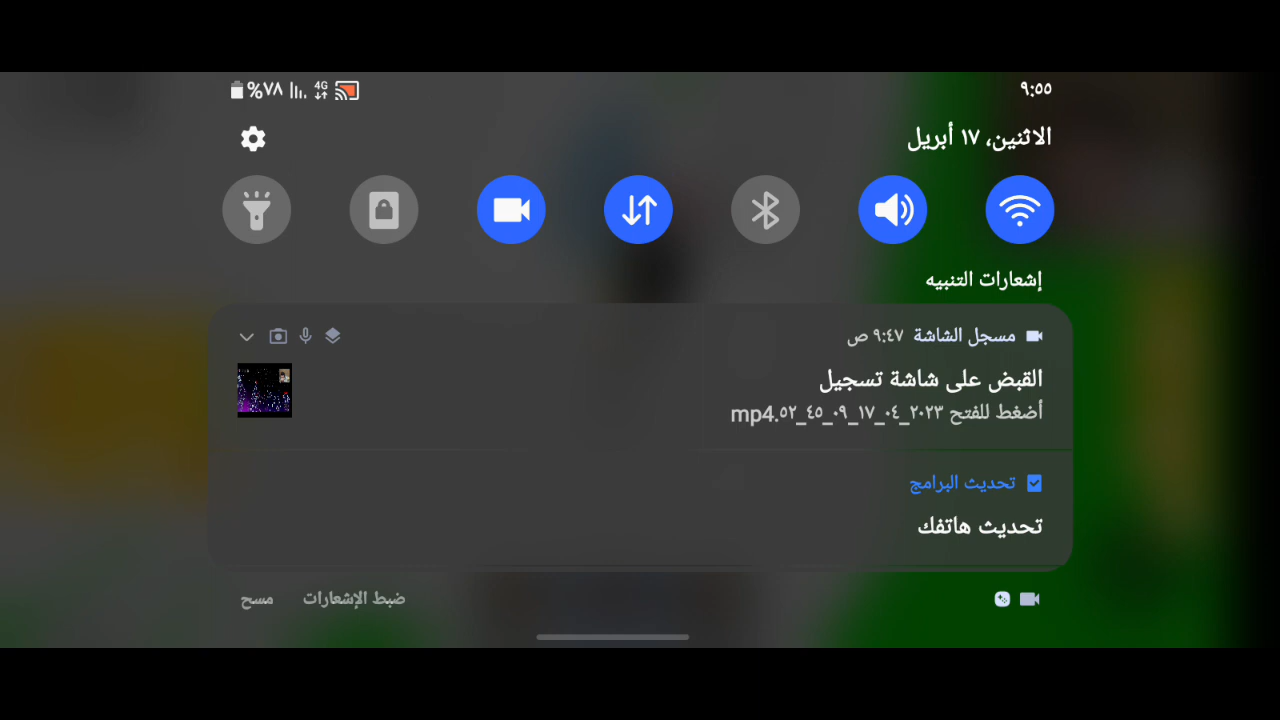 ٩:٥٥
4G %٧٨
الاثنين، ١٧ أبريل
إشعارات التنبيه
مسجل الشاشة ٩:٤٧ ص
القبض على شاشة تسجيل
أضغط للفتح ٢٠٢٣_٠٤_١٧_٠٩_٤٥_٥٢.mp4
تحديث البرامج
تحديث هاتفك
ضبط الإشعارات
مسح